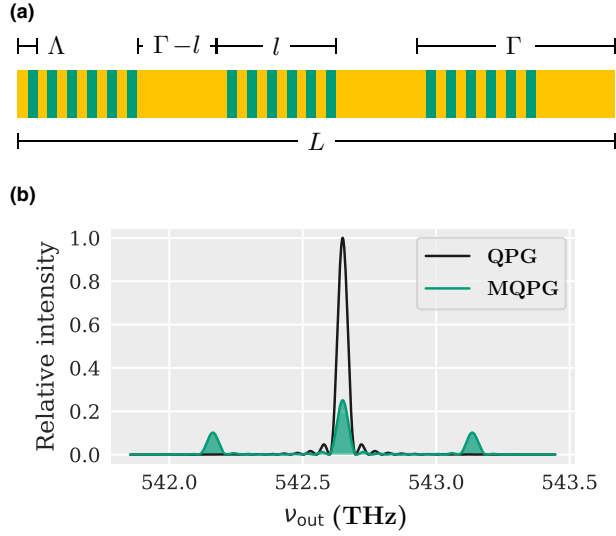 (a)
Λ Γ−l l Γ
L
(b)
1.0
0.8
0.6
0.4
0.2
0.0
Relative intensity
QPG
MQPG
542.0 542.5 543.0 543.5
νout (THz)